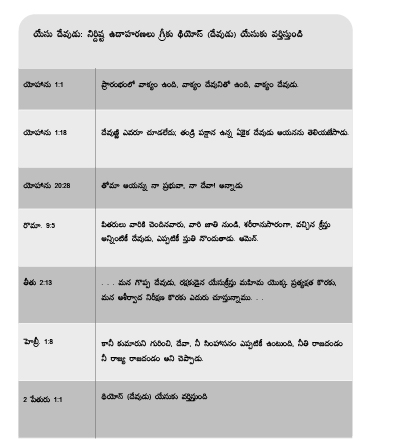 యేసు దేవుడు: నిర్దిష్ట ఉదాహరణలు గ్రీకు థియోస్ (దేవుడు) యేసుకు వర్తిస్తుంది
యోహాను 1:1
ప్రారంభంలో వాక్యం ఉంది, వాక్యం దేవునితో ఉంది, వాక్యం దేవుడు.
యోహాను 1:18
దేవుణ్ణి ఎవరూ చూడలేదు; తండ్రి పక్షాన ఉన్న ఏకైక దేవుడు ఆయనను తెలియజేసాడు.
యోహాను 20:28
తోమా ఆయన్ను నా ప్రభువా, నా దేవా! అన్నాడు
రోమా. 9:5
పితరులు వారికి చెందినవారు, వారి జాతి నుండి, శరీరానుసారంగా, వచ్చిన క్రీస్తు
అన్నింటికీ దేవుడు, ఎప్పటికీ స్తుతి నొందుతాడు. ఆమెన్.
తీతు 2:13
. . . మన గొప్ప దేవుడు, రక్షకుడైన యేసుక్రీస్తు మహిమ యొక్క ప్రత్యక్షత కొరకు,
మన ఆశీర్వాద నిరీక్షణ కొరకు ఎదురు చూస్తున్నాము. . .
హెబ్రీ. 1:8
కానీ కుమారుని గురించి, దేవా, నీ సింహాసనం ఎప్పటికీ ఉంటుంది, నీతి రాజదండం
నీ రాజ్య రాజదండం అని చెప్పాడు.
2 పేతురు 1:1
థియోస్ (దేవుడు) యేసుకు వర్తిస్తుంది